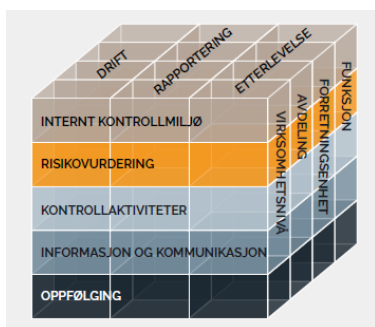 DRIFT
RAPPORTERING
ETTERLEVELSE
INTERNT KONTROLLMILJØ
RISIKOVURDERING
KONTROLLAKTIVITETER
INFORMASJON OG KOMMUNIKASJON
OPPFØLGING
VIRKSOMHETSNIVÅ
AVDELING
FORRETNINGSENHET
FUNKSJON